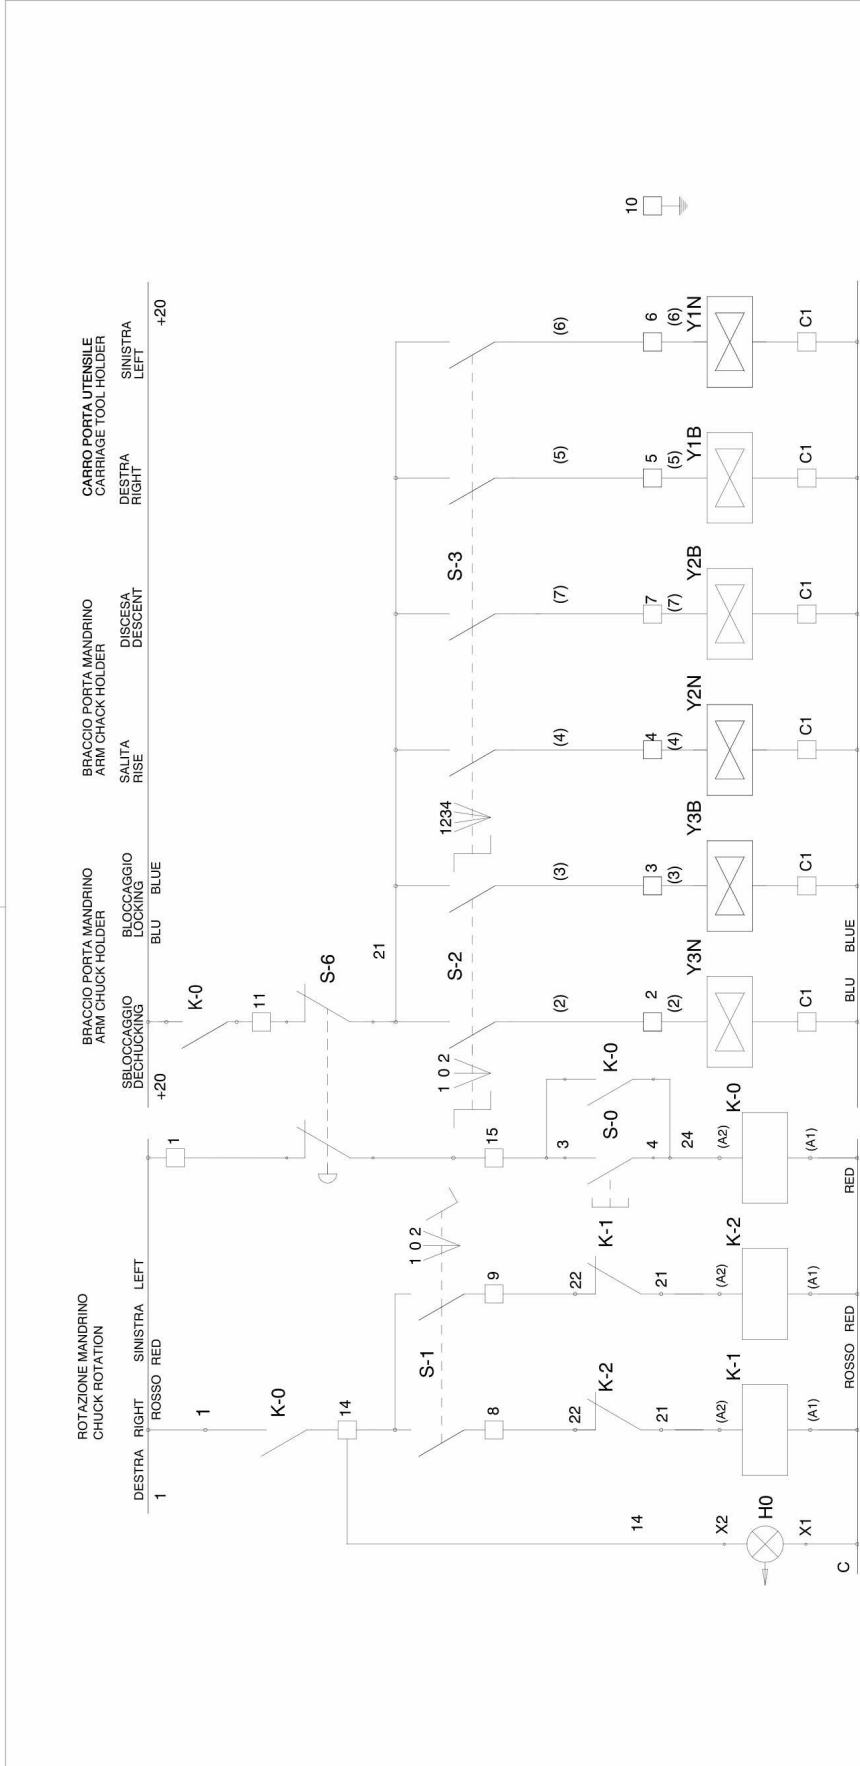 ROTAZIONE MANDRINO
CHUCK ROTATION
DESTRA RIGHT
SINISTRA LEFT
ROSSO RED
1
1
K-0
14
S-1
1 0 2
8
9
22
22
K-2
K-1
21
21
(A2)
(A2)
K-1
K-2
(A1)
(A1)
14
X2
H0
X1
C
ROSSO RED
RED
1
15
3
S-0
K-0
4
24
(A2)
K-0
(A1)
BRACCIO PORTA MANDRINO
ARM CHUCK HOLDER
SBLOCCAGGIO
DECHUCKING
BLOCCAGGIO
LOCKING
+20
BLU BLUE
K-0
11
S-6
21
BRACCIO PORTA MANDRINO
ARM CHACK HOLDER
SALITA
RISE
DISCESA
DESCENT
CARRO PORTA UTENSILE
CARRIAGE TOOL HOLDER
DESTRA
RIGHT
SINISTRA
LEFT
+20
1 0 2
S-2
1234
S-3
(2)
(3)
(4)
(7)
(5)
(6)
2
3
4
7
5
6
(2)
(3)
(4)
(7)
(5)
(6)
Y3N
Y3B
Y2N
Y2B
Y1B
Y1N
C1
C1
C1
C1
C1
C1
BLU BLUE
10